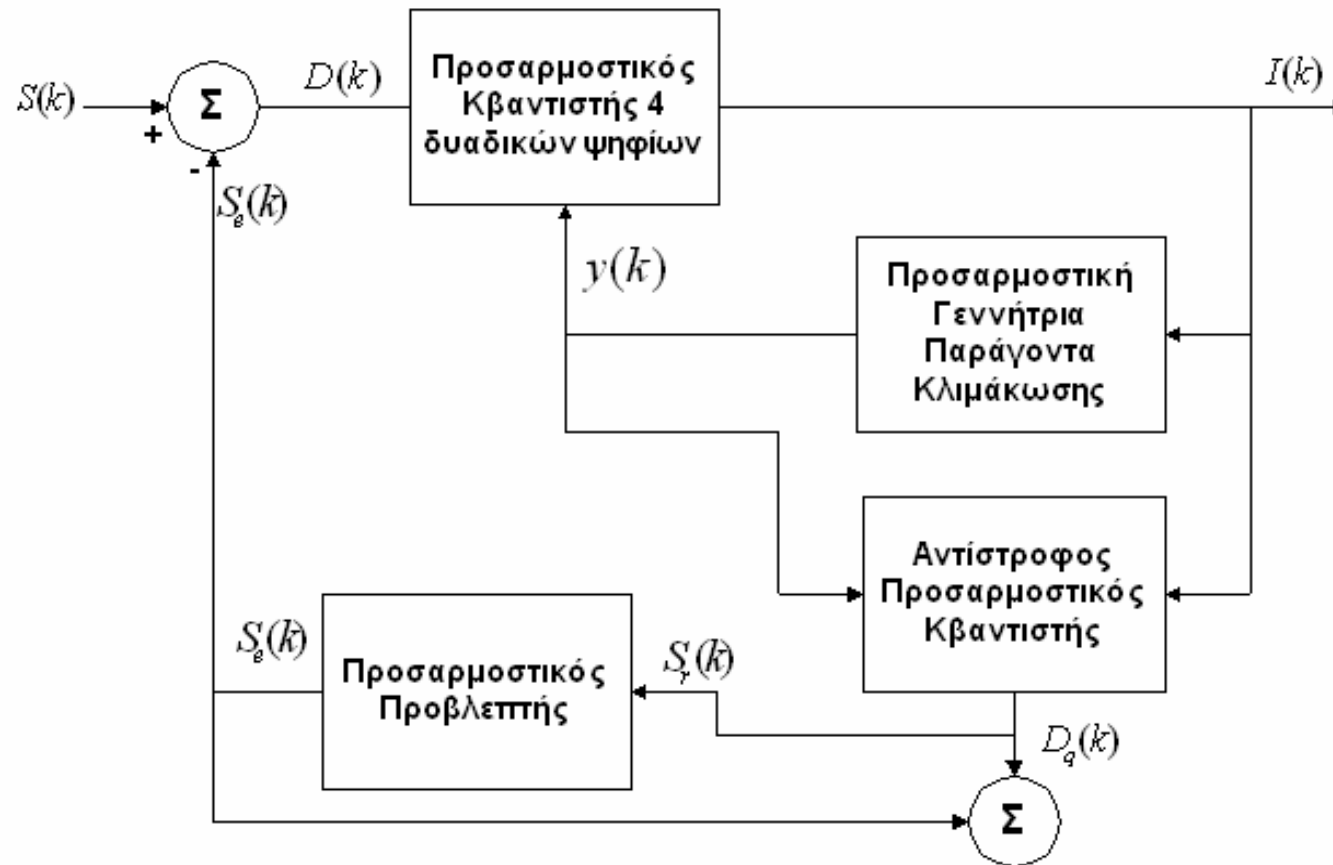 S(k)
+
-
Σ
D(k)
Προσαρμοστικός
Κβαντιστής 4
δυαδικών ψηφίων
I(k)
S_e(k)
y(k)
Προσαρμοστική
Γεννήτρια
Παράγοντα
Κλιμάκωσης
Αντίστροφος
Προσαρμοστικός
Κβαντιστής
S_e(k)
Προσαρμοστικός
Προβλεπτής
S_r(k)
D_q(k)
Σ